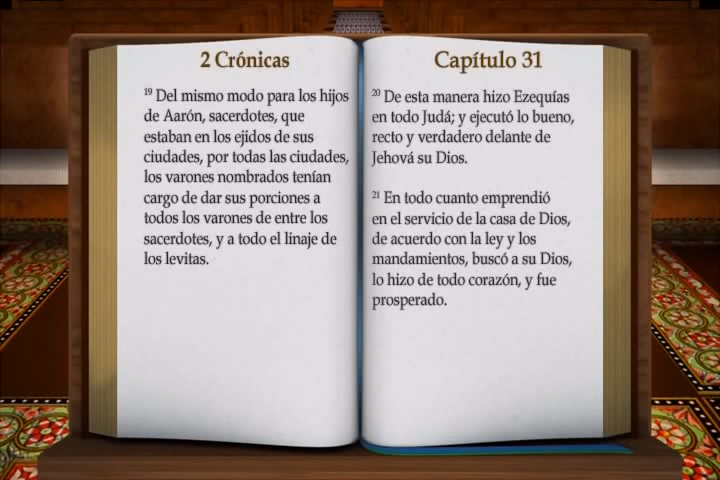 2 Crónicas
19 Del mismo modo para los hijos
de Aarón, sacerdotes, que
estaban en los ejidos de sus
ciudades, por todas las ciudades,
los varones nombrados tenían
cargo de dar sus porciones a
todos los varones de entre los
sacerdotes, y a todo el linaje de
los levitas.
Capítulo 31
20 De esta manera hizo Ezequías
en todo Judá; y ejecutó lo bueno,
recto y verdadero delante de
Jehová su Dios.
21 En todo cuanto emprendió
en el servicio de la casa de Dios,
de acuerdo con la ley y los
mandamientos, buscó a su Dios,
lo hizo de todo corazón, y fue
prosperado.